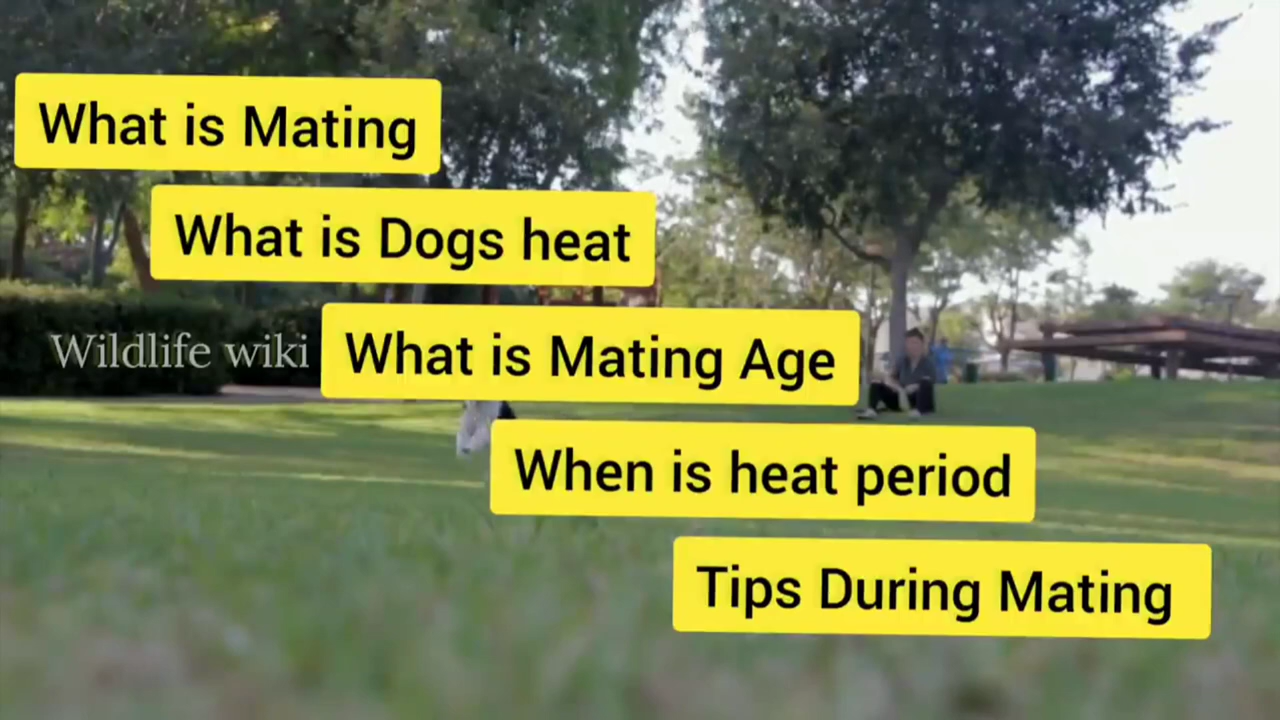 What is Mating
What is Dogs heat
Wildlife wiki
What is Mating Age
When is heat period
Tips During Mating